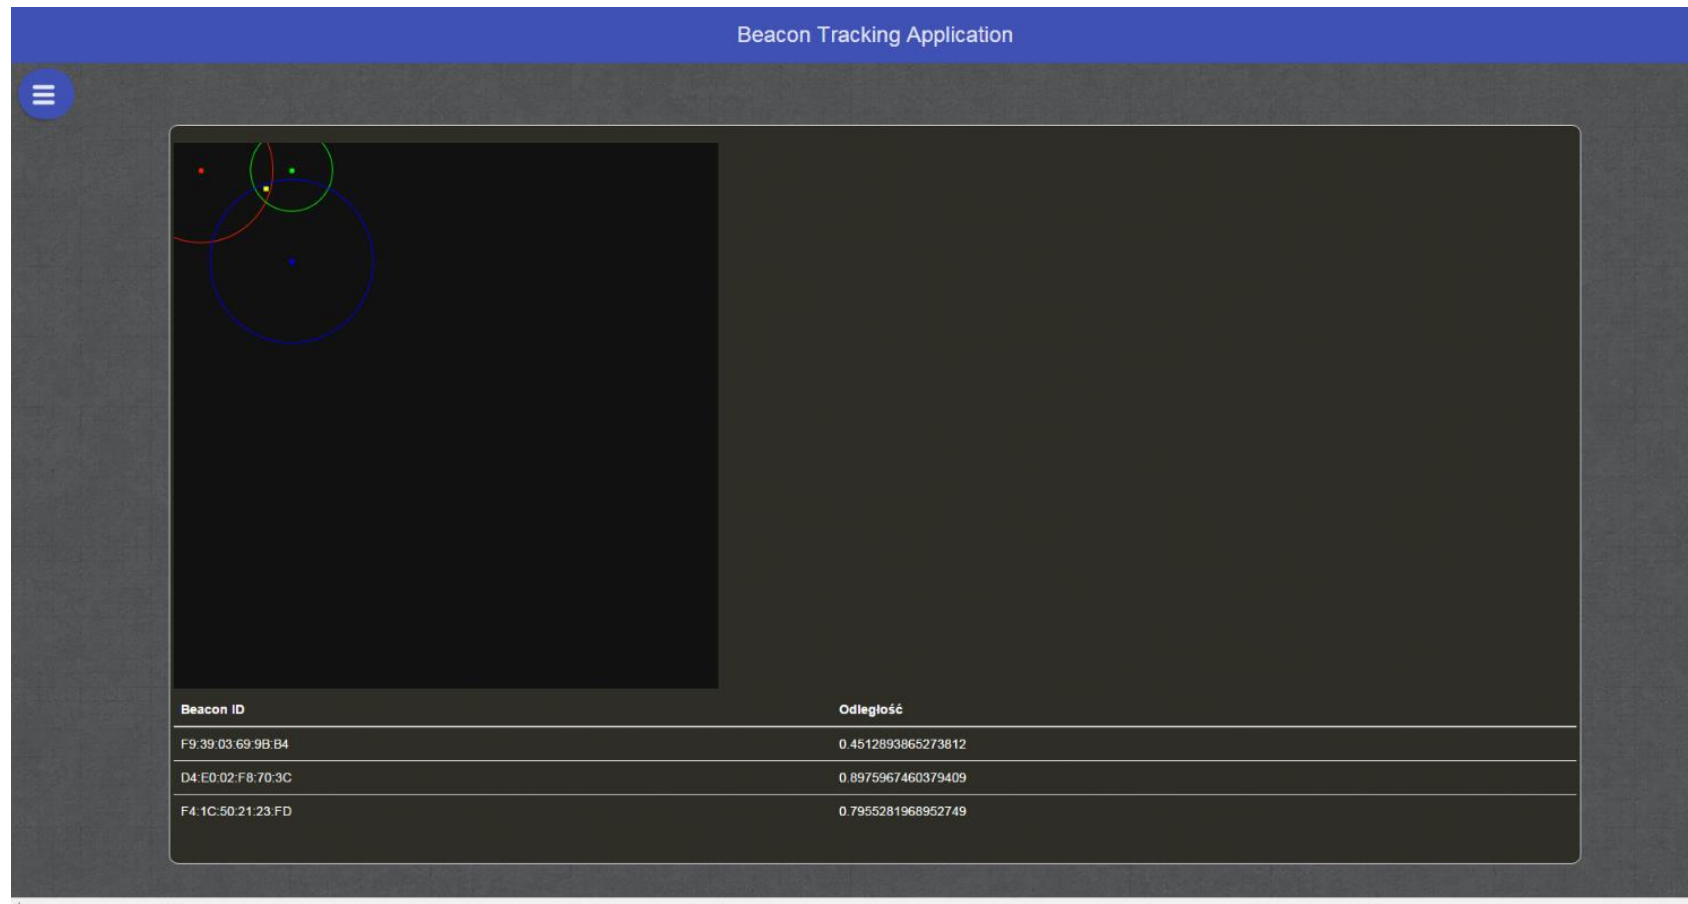 Beacon Tracking Application
Beacon ID Odległość
F9:39:03:69:9B:B4 0.4512893865273812
D4:E0:02:F8:70:3C 0.8975967460379409
F4:1C:50:21:23:FD 0.7955281968952749